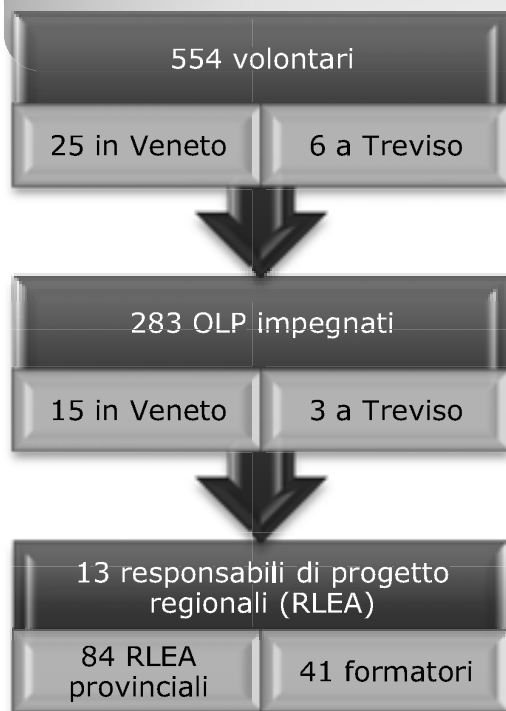 554 volontari
25 in Veneto
6 a Treviso
283 OLP impegnati
15 in Veneto
3 a Treviso
13 responsabili di progetto
regionali (RLEA)
84 RLEA
provinciali
41 formatori